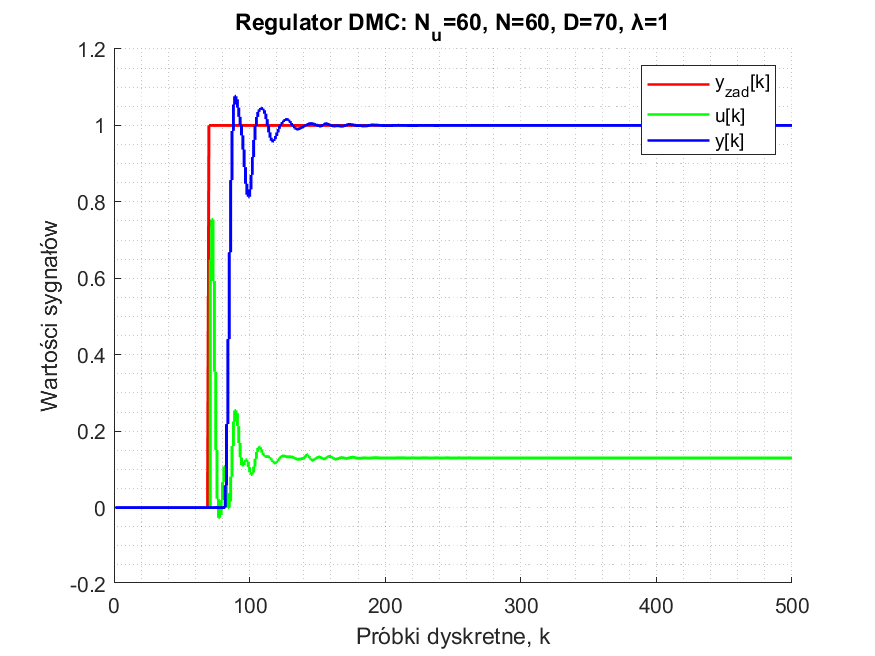 Regulator DMC: Nu=60, N=60, D=70, λ=1
1.2
1
0.8
0.6
0.4
0.2
0
-0.2
Wartości sygnałów
yzad[k]
u[k]
y[k]
0
100
200
300
400
500
Próbki dyskretne, k